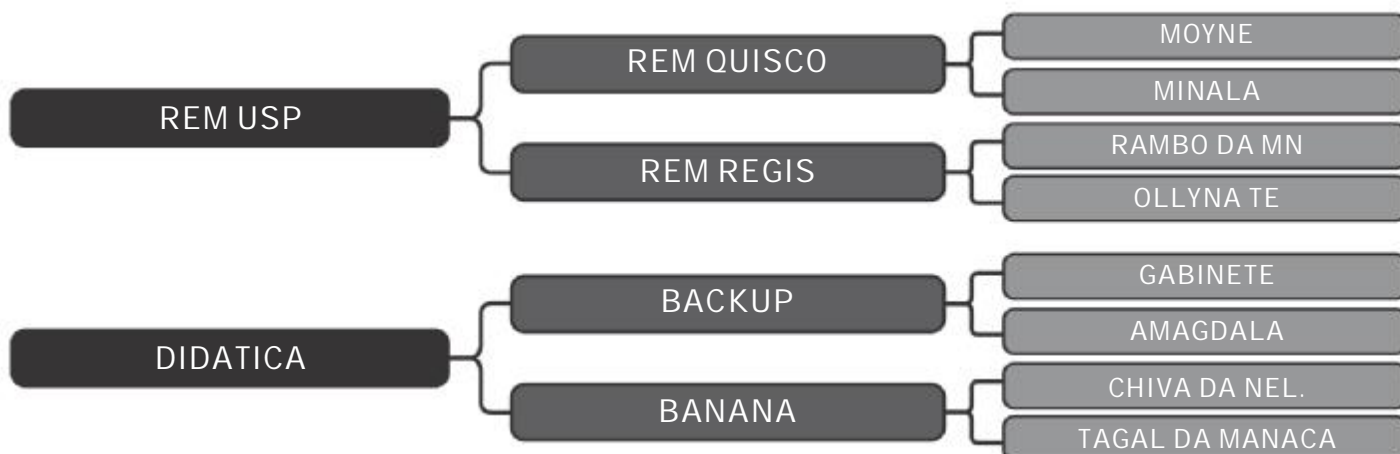 MOYNE
REM QUISCO
MINALA
REM USP
RAMBO DA MN
REM REGIS
OLLYNA TE
GABINETE
BACKUP
AMAGDALA
DIDATICA
CHIVA DA NEL.
BANANA
TAGAL DA MANACA